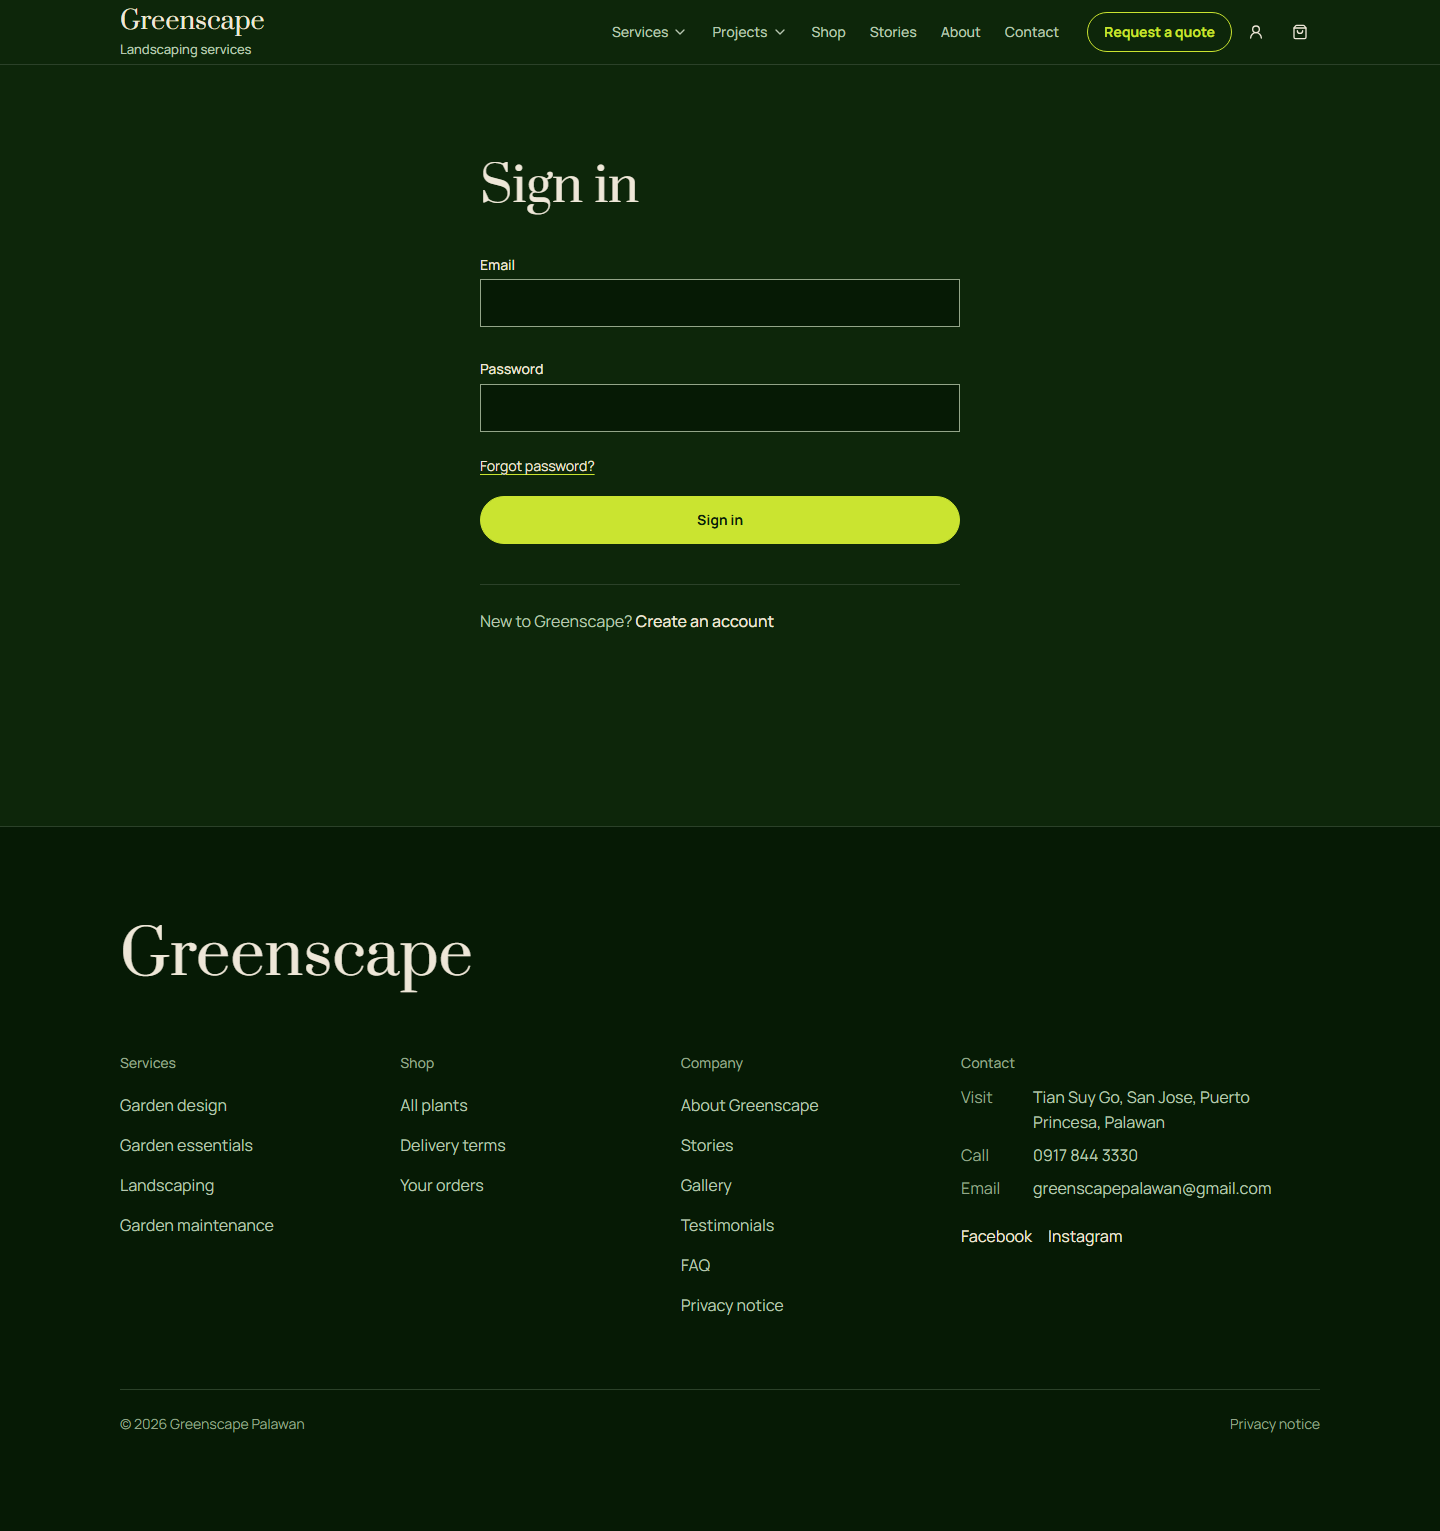 Greenscape
Landscaping services
Services
Projects
Shop
Stories
About
Contact
Request a quote
Sign in
Email
Password
Forgot password?
Sign in
New to Greenscape? Create an account
Greenscape
Services
Garden design
Garden essentials
Landscaping
Garden maintenance
Shop
All plants
Delivery terms
Your orders
Company
About Greenscape
Stories
Gallery
Testimonials
FAQ
Privacy notice
Contact
Visit Tian Suy Go, San Jose, Puerto
Princesa, Palawan
Call 0917 844 3330
Email greenscapepalawan@gmail.com
Facebook Instagram
© 2026 Greenscape Palawan
Privacy notice